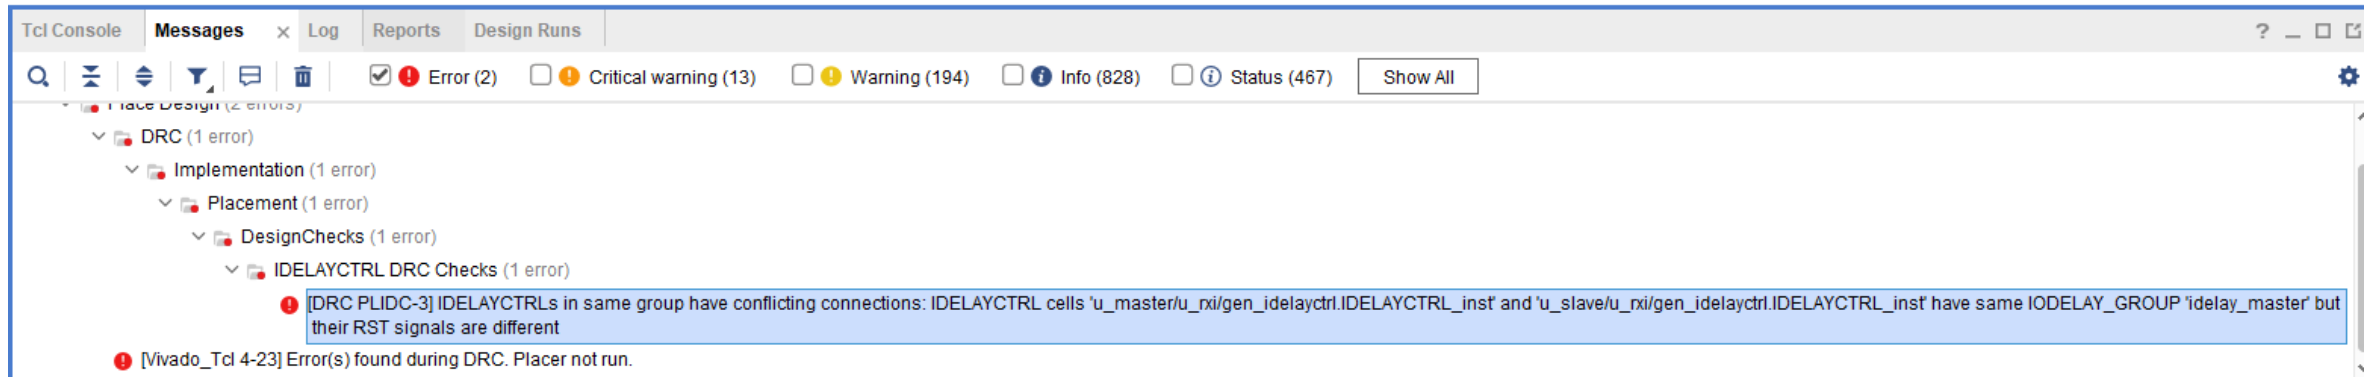 Tcl Console Messages × Log Reports Design Runs ?
Error (2) Critical warning (13) Warning (194) Info (828) Status (467) Show All
Place Design (2 errors)
DRC (1 error)
Implementation (1 error)
Placement (1 error)
DesignChecks (1 error)
IDELAYCTRL DRC Checks (1 error)
[DRC PLIDC-3] IDELAYCTRLs in same group have conflicting connections: IDELAYCTRL cells 'u_master/u_rxi/gen_idelayctrl.IDELAYCTRL_inst' and 'u_slave/u_rxi/gen_idelayctrl.IDELAYCTRL_inst' have same IODELAY_GROUP 'idelay_master' but
their RST signals are different
[Vivado_Tcl 4-23] Error(s) found during DRC. Placer not run.